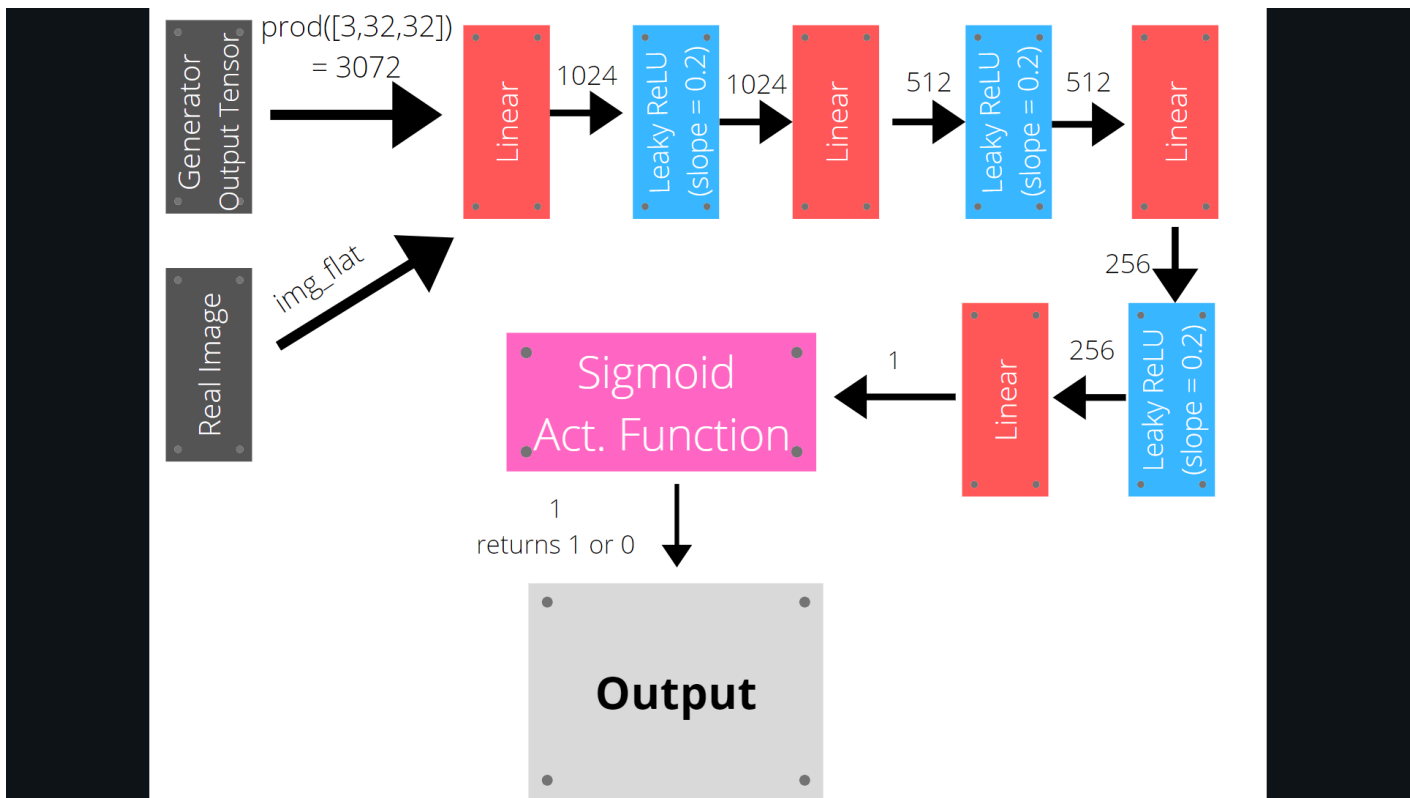 Generator
Output Tensor
prod([3,32,32])
= 3072
Linear
1024
Leaky ReLU
(slope = 0.2)
1024
Linear
512
Leaky ReLU
(slope = 0.2)
512
Linear
Real Image
img_flat
256
Leaky ReLU
(slope = 0.2)
256
Linear
1
Sigmoid
Act. Function
1
returns 1 or 0
Output